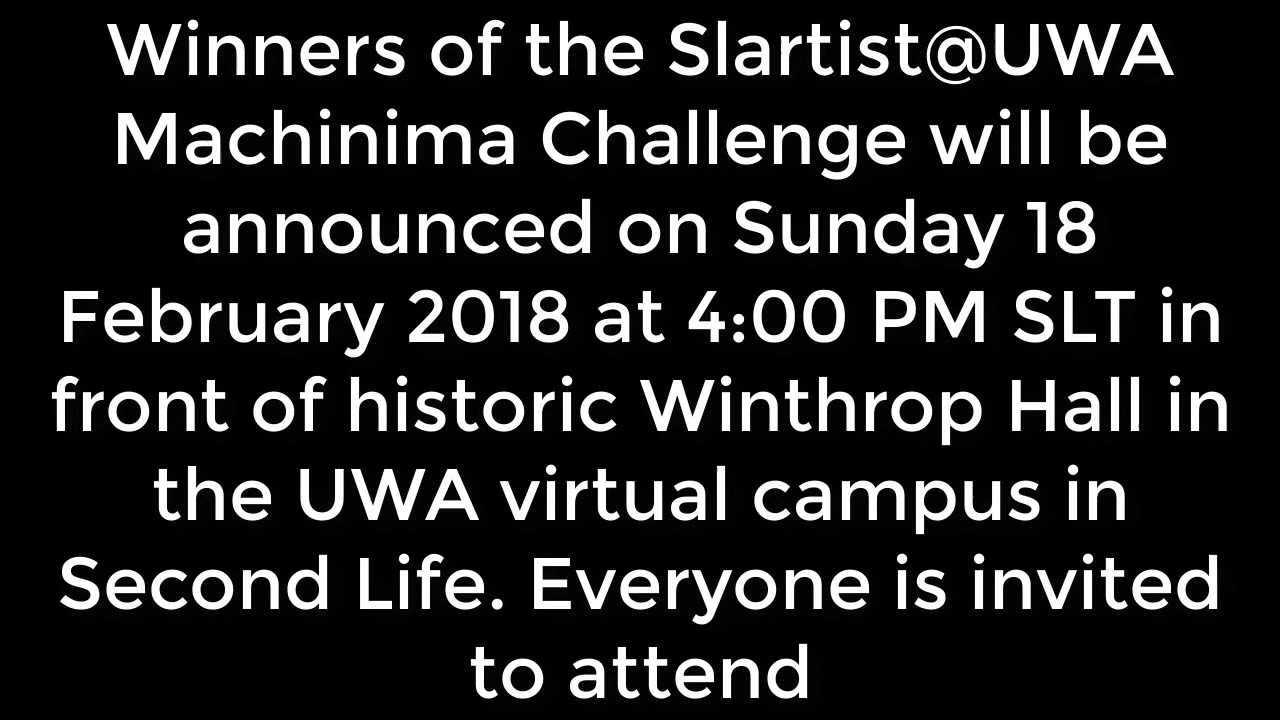 Winners of the Slartist@UWA
Machinima Challenge will be
announced on Sunday 18
February 2018 at 4:00 PM SLT in
front of historic Winthrop Hall in
the UWA virtual campus in
Second Life. Everyone is invited
to attend